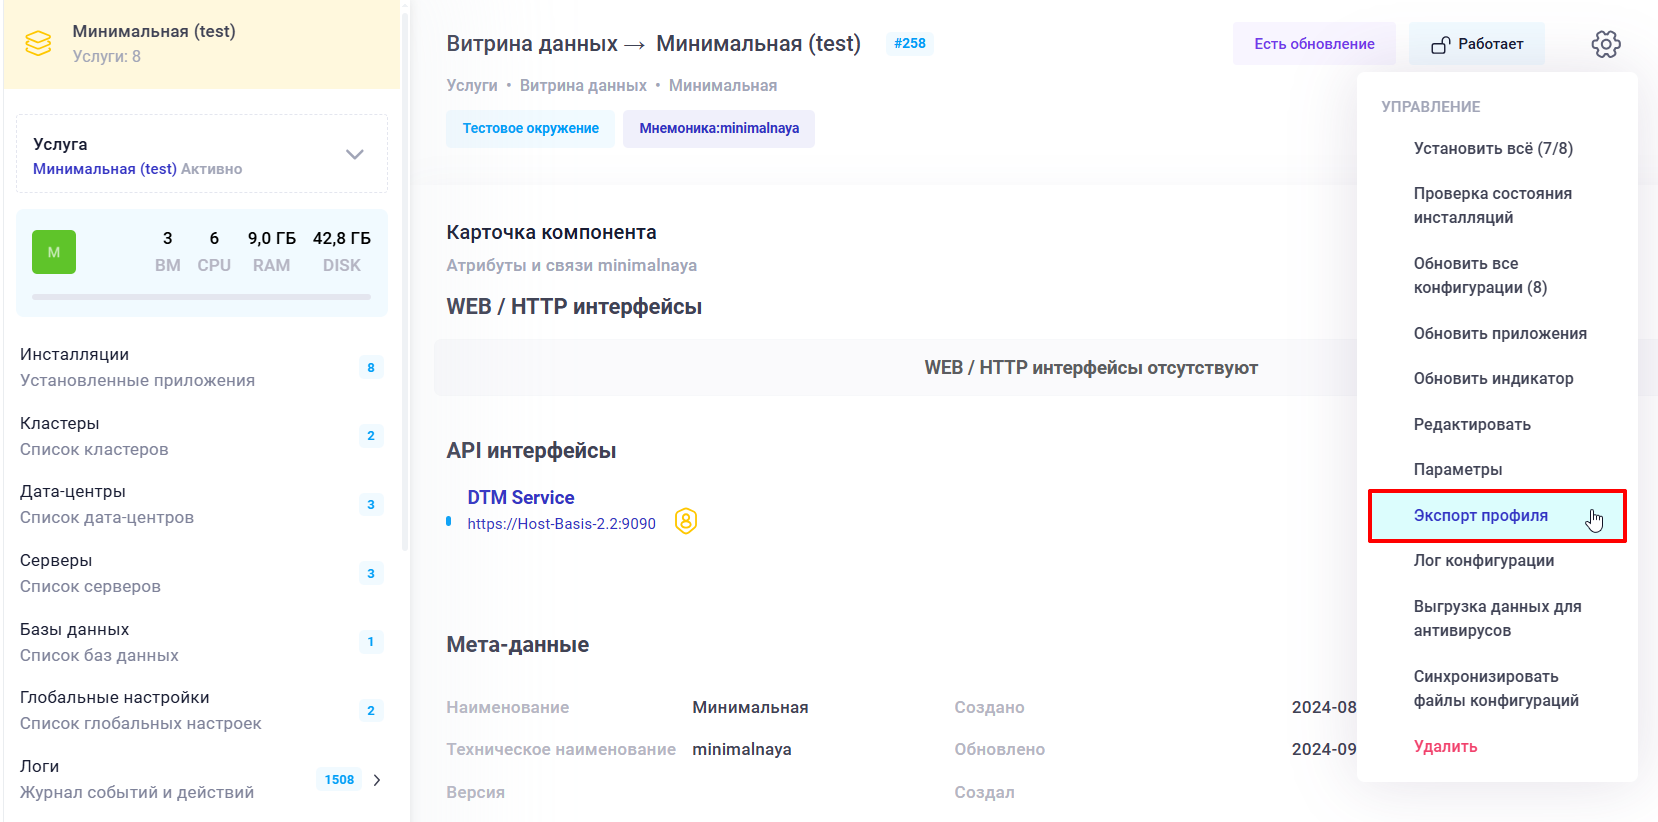 Минимальная (test)
Услуги: 8
Услуга
Минимальная (test) Активно
М
3 6 9,0 ГБ 42,8 ГБ
ВМ CPU RAM DISK
Инсталляции
Установленные приложения
8
Кластеры
Список кластеров
2
Дата-центры
Список дата-центров
3
Серверы
Список серверов
3
Базы данных
Список баз данных
1
Глобальные настройки
Список глобальных настроек
2
Логи
Журнал событий и действий
1508
Витрина данных → Минимальная (test) #258
Есть обновление
Работает
Услуги • Витрина данных • Минимальная
Тестовое окружение
Мнемоника:minimalnaya
Карточка компонента
Атрибуты и связи minimalnaya
WEB / HTTP интерфейсы
WEB / HTTP интерфейсы отсутствуют
API интерфейсы
DTM Service
https://Host-Basis-2.2:9090
8
Мета-данные
Наименование Минимальная Создано 2024-08
Техническое наименование minimalnaya Обновлено 2024-09
Версия Создал
УПРАВЛЕНИЕ
Установить всё (7/8)
Проверка состояния
инсталляций
Обновить все
конфигурации (8)
Обновить приложения
Обновить индикатор
Редактировать
Параметры
Экспорт профиля
Лог конфигурации
Выгрузка данных для
антивирусов
Синхронизировать
файлы конфигураций
Удалить